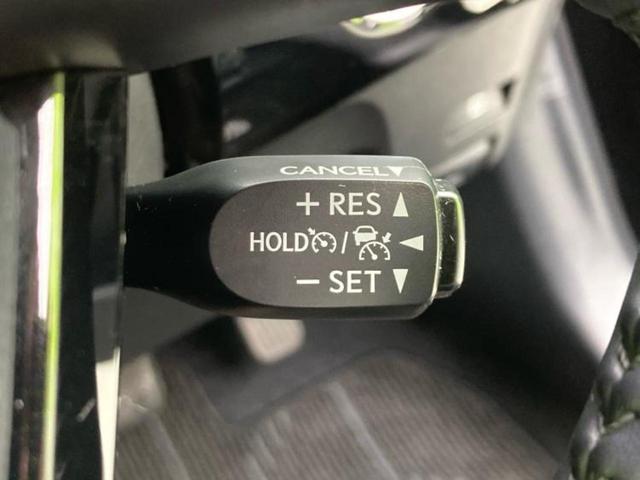 CANCEL▼
+ RES ▲
HOLD / ◀
− SET ▼